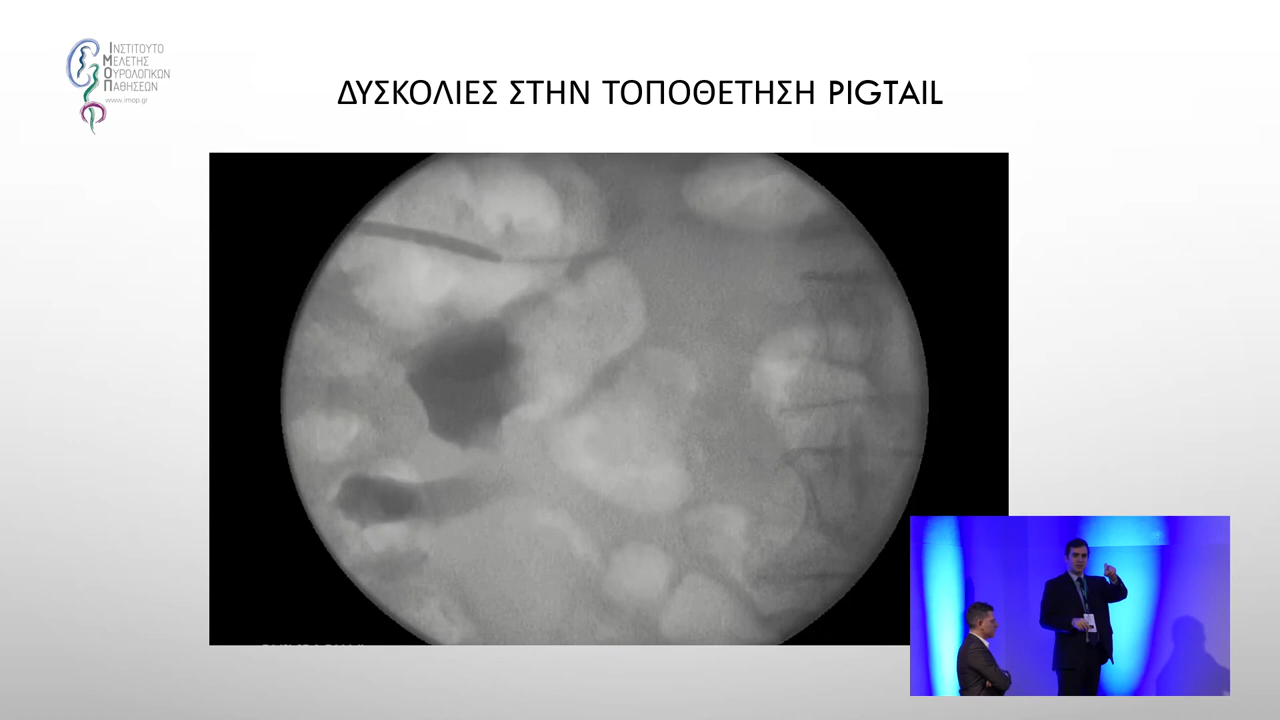 ΙΝΣΤΙΤΟΥΤΟ
ΜΕΛΕΤΗΣ
ΟΥΡΟΛΟΓΙΚΩΝ
ΠΑΘΗΣΕΩΝ
www.imop.gr
ΔΥΣΚΟΛΙΕΣ ΣΤΗΝ ΤΟΠΟΘΕΤΗΣΗ PIGTAIL